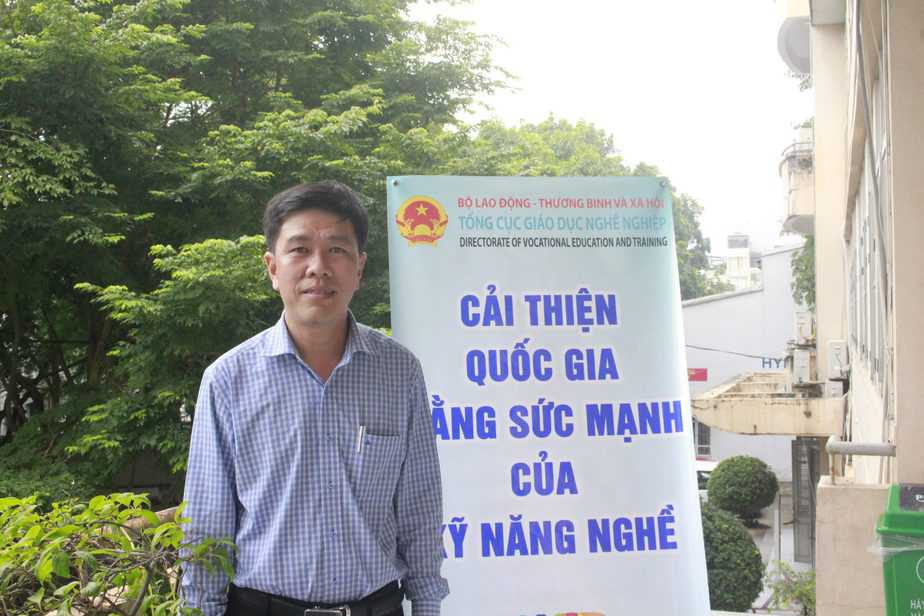 BỘ LAO ĐỘNG - THƯƠNG BINH VÀ XÃ HỘI
TỔNG CỤC GIÁO DỤC NGHỀ NGHIỆP
DIRECTORATE OF VOCATIONAL EDUCATION AND TRAINING
CẢI THIỆN
QUỐC GIA
ẰNG SỨC MẠNH
CỦA
KỸ NĂNG NGHỀ
HY